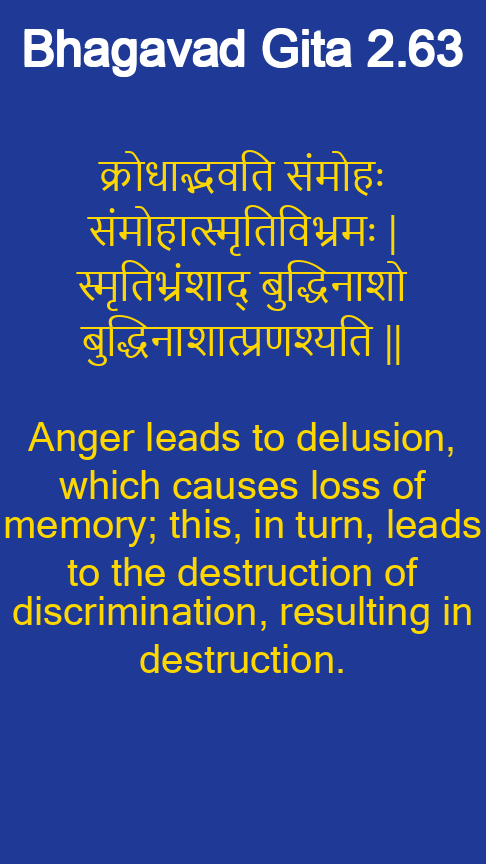 Bhagavad Gita 2.63
क्रोधाद्भवति संमोहः
संमोहात्स्मृतिविभ्रमः |
स्मृतिभ्रंशाद् बुद्धिनाशो
बुद्धिनाशात्प्रणश्यति ||
Anger leads to delusion,
which causes loss of
memory; this, in turn, leads
to the destruction of
discrimination, resulting in
destruction.